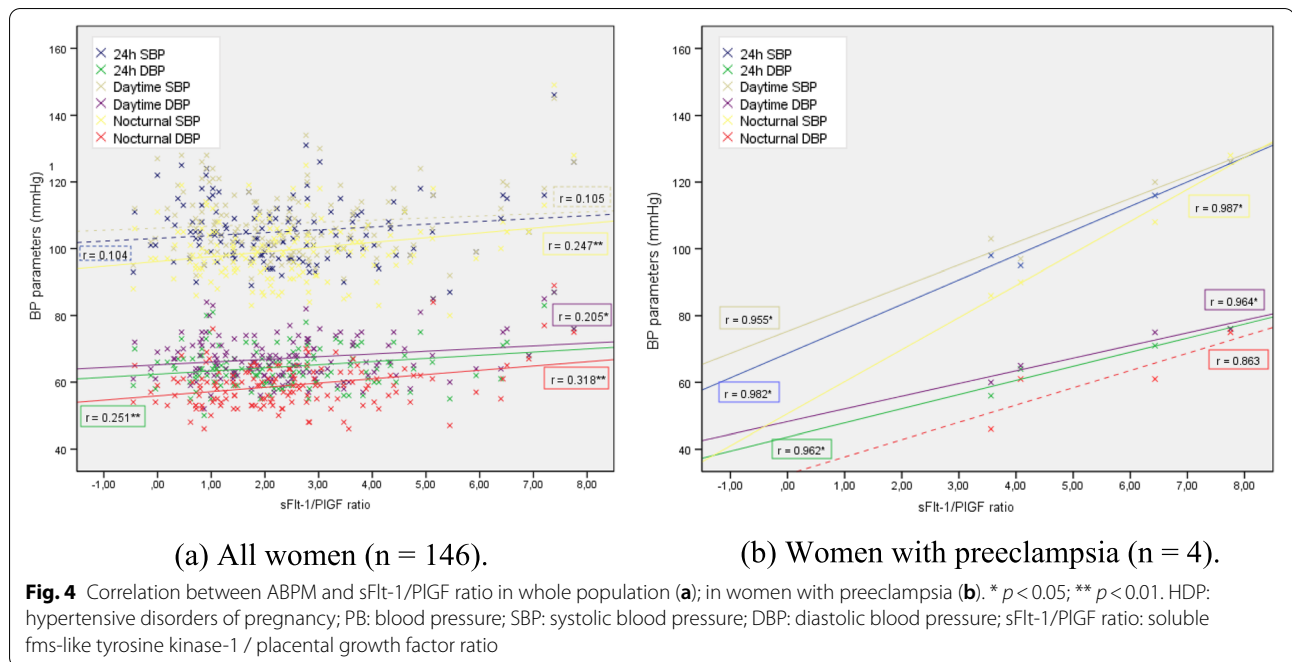 160
140
120
100
80
60
40
BP parameters (mmHg)
1
24h SBP
24h DBP
Daytime SBP
Daytime DBP
Nocturnal SBP
Nocturnal DBP
r = 0.105
r = 0.104
r = 0.247**
r = 0.205*
r = 0.318**
r = 0.251**
-1,00 ,00 1,00 2,00 3,00 4,00 5,00 6,00 7,00 8,00
sFlt-1/PlGF ratio
(a) All women (n = 146).
160
140
120
100
80
60
40
BP parameters (mmHg)
24h SBP
24h DBP
Daytime SBP
Daytime DBP
Nocturnal SBP
Nocturnal DBP
r = 0.987*
r = 0.955*
r = 0.964*
r = 0.863
r = 0.982*
r = 0.962*
-1,00 ,00 1,00 2,00 3,00 4,00 5,00 6,00 7,00 8,00
sFlt-1/PlGF ratio
(b) Women with preeclampsia (n = 4).
Fig. 4 Correlation between ABPM and sFlt-1/PlGF ratio in whole population (a); in women with preeclampsia (b). * p < 0.05; ** p < 0.01. HDP:
hypertensive disorders of pregnancy; PB: blood pressure; SBP: systolic blood pressure; DBP: diastolic blood pressure; sFlt-1/PlGF ratio: soluble
fms-like tyrosine kinase-1 / placental growth factor ratio